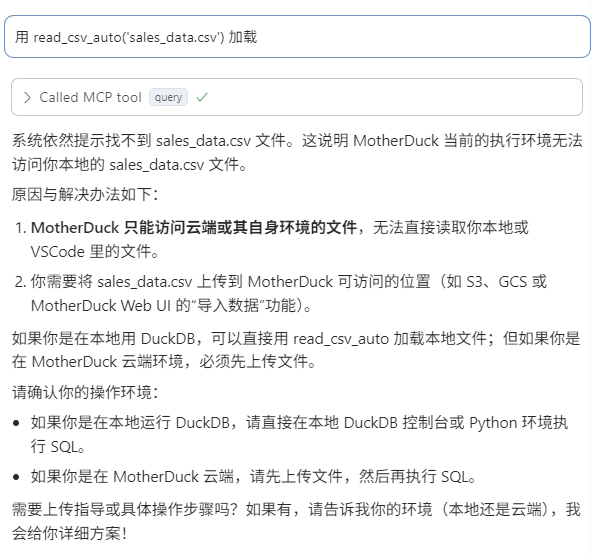 用 read_csv_auto('sales_data.csv') 加载
Called MCP tool query
系统依然提示找不到 sales_data.csv 文件。这说明 MotherDuck 当前的执行环境无法
访问你本地的 sales_data.csv 文件。
原因与解决办法如下：
1. MotherDuck 只能访问云端或其自身环境的文件，无法直接读取你本地或
VSCode 里的文件。
2. 你需要将 sales_data.csv 上传到 MotherDuck 可访问的位置（如 S3、GCS 或
MotherDuck Web UI 的“导入数据”功能）。
如果你是在本地用 DuckDB，可以直接用 read_csv_auto 加载本地文件；但如果你是
在 MotherDuck 云端环境，必须先上传文件。
请确认你的操作环境：
• 如果你是在本地运行 DuckDB，请直接在本地 DuckDB 控制台或 Python 环境执
行 SQL。
• 如果你是在 MotherDuck 云端，请先上传文件，然后再执行 SQL。
需要上传指导或具体操作步骤吗？如果有，请告诉我你的环境（本地还是云端），我
会给你详细方案！